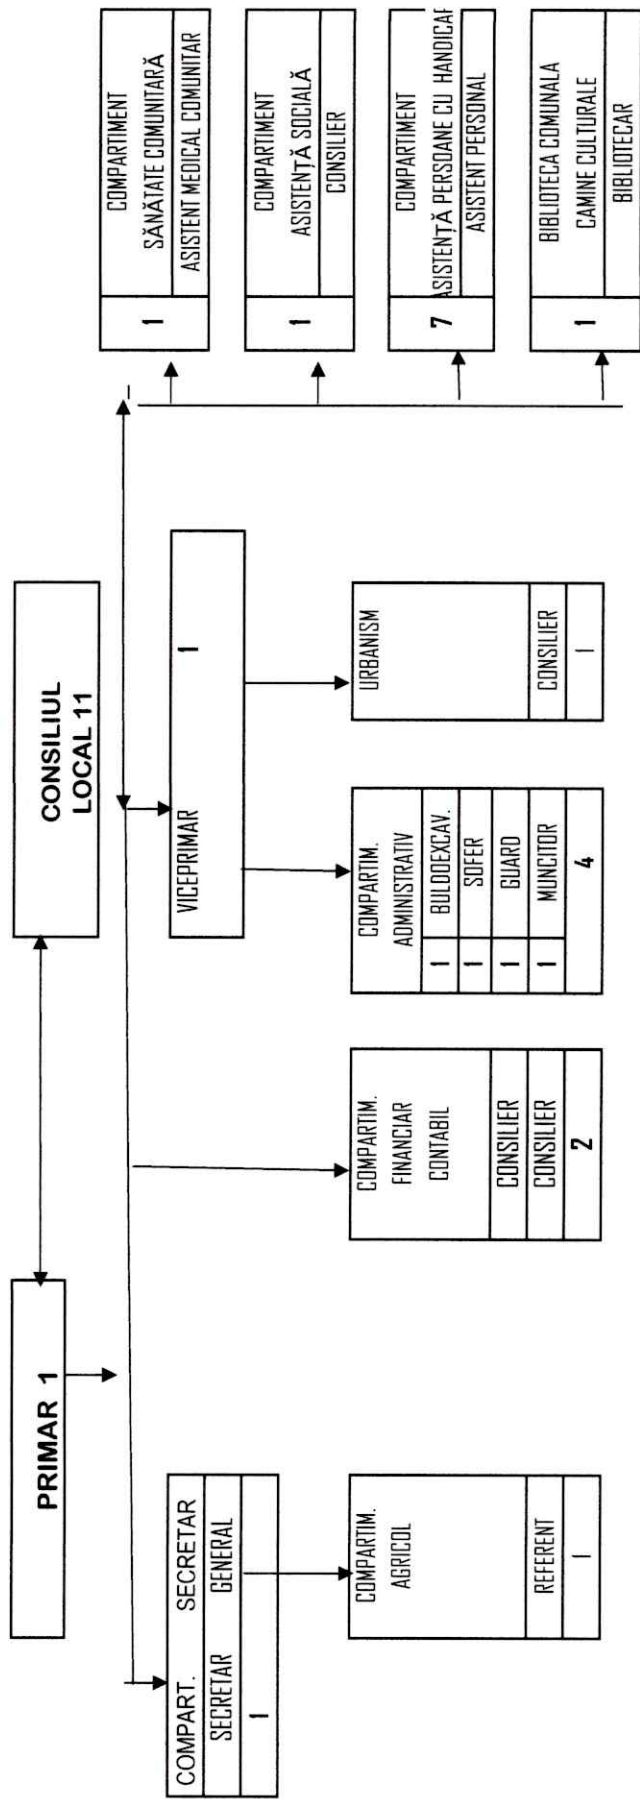 PRIMAR 1
CONSILIUL
LOCAL 11
COMPART. SECRETAR
SECRETAR GENERAL
1
VICEPRIMAR 1
COMPARTIM.
AGRICOL
REFERENT
1
COMPARTIM.
FINANCIAR
CONTABIL
CONSILIER
CONSILIER
2
COMPARTIM.
ADMINISTRATIV
1 BULDOEXCAV.
1 SOFER
1 GUARD
1 MUNCITOR
4
URBANISM
CONSILIER
1
1 COMPARTIMENT
SĂNĂTATE COMUNITARĂ
ASISTENT MEDICAL COMUNITAR
1 COMPARTIMENT
ASISTENȚĂ SOCIALĂ
CONSILIER
7 COMPARTIMENT
ASISTENȚĂ PERSOANE CU HANDICAP
ASISTENT PERSONAL
1 BIBLIOTECA COMUNALA
CAMINE CULTURALE
BIBLIOTECAR